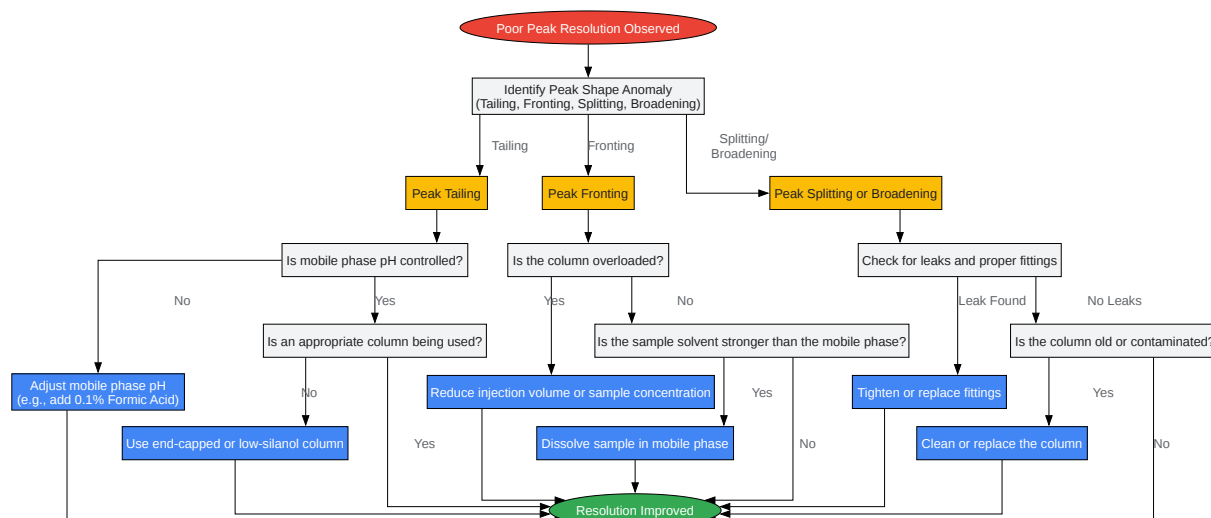 Poor Peak Resolution Observed
Identify Peak Shape Anomaly
(Tailing, Fronting, Splitting, Broadening)
Tailing
Fronting
Splitting/
Broadening
Peak Tailing
Peak Fronting
Peak Splitting or Broadening
Is mobile phase pH controlled?
Is the column overloaded?
Check for leaks and proper fittings
No
Yes
Yes
No
Leak Found
No Leaks
Is an appropriate column being used?
Is the sample solvent stronger than the mobile phase?
Is the column old or contaminated?
Adjust mobile phase pH
(e.g., add 0.1% Formic Acid)
No
Reduce injection volume or sample concentration
Yes
Tighten or replace fittings
Yes
Use end-capped or low-silanol column
Yes
Dissolve sample in mobile phase
No
Clean or replace the column
No
Resolution Improved